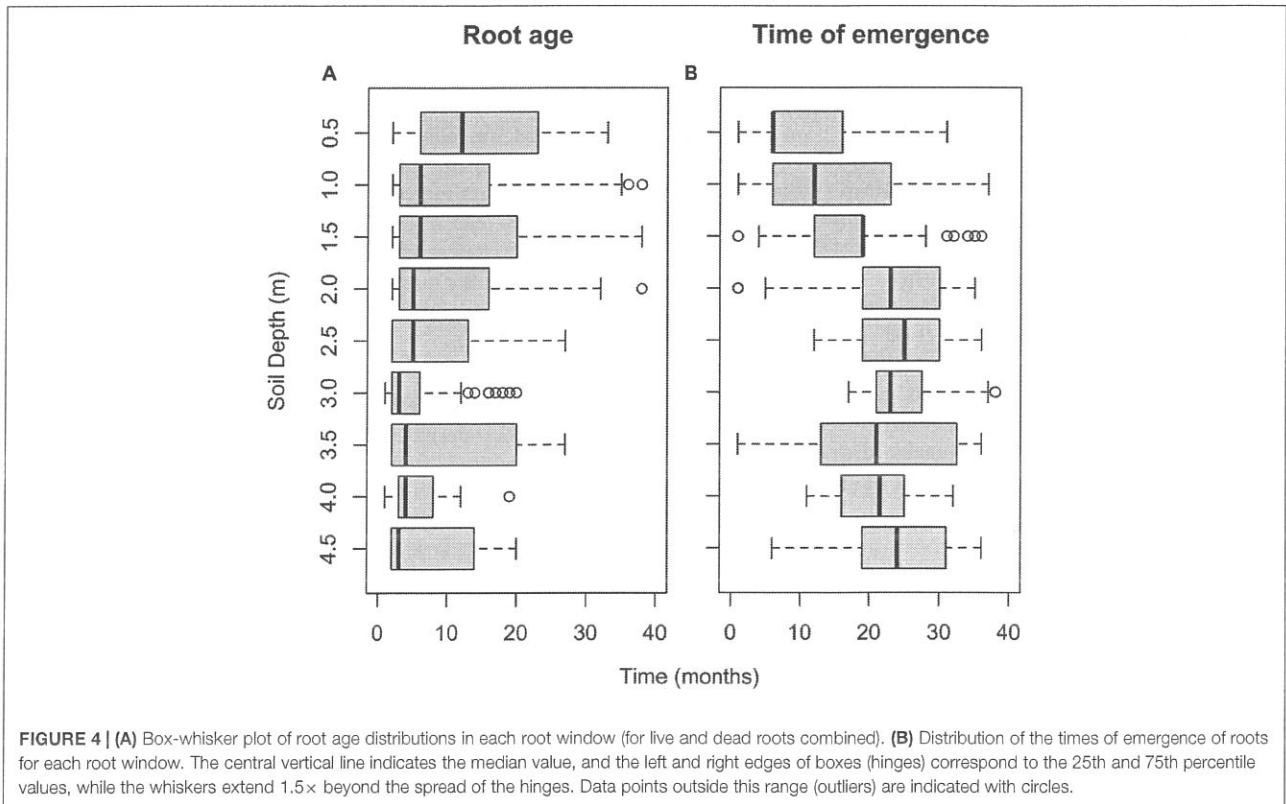 Root age
Time of emergence
A
B
Soil Depth (m)
0.5
1.0
1.5
2.0
2.5
3.0
3.5
4.0
4.5
0 10 20 30 40
0 10 20 30 40
Time (months)
FIGURE 4 | (A) Box-whisker plot of root age distributions in each root window (for live and dead roots combined). (B) Distribution of the times of emergence of roots
for each root window. The central vertical line indicates the median value, and the left and right edges of boxes (hinges) correspond to the 25th and 75th percentile
values, while the whiskers extend 1.5× beyond the spread of the hinges. Data points outside this range (outliers) are indicated with circles.